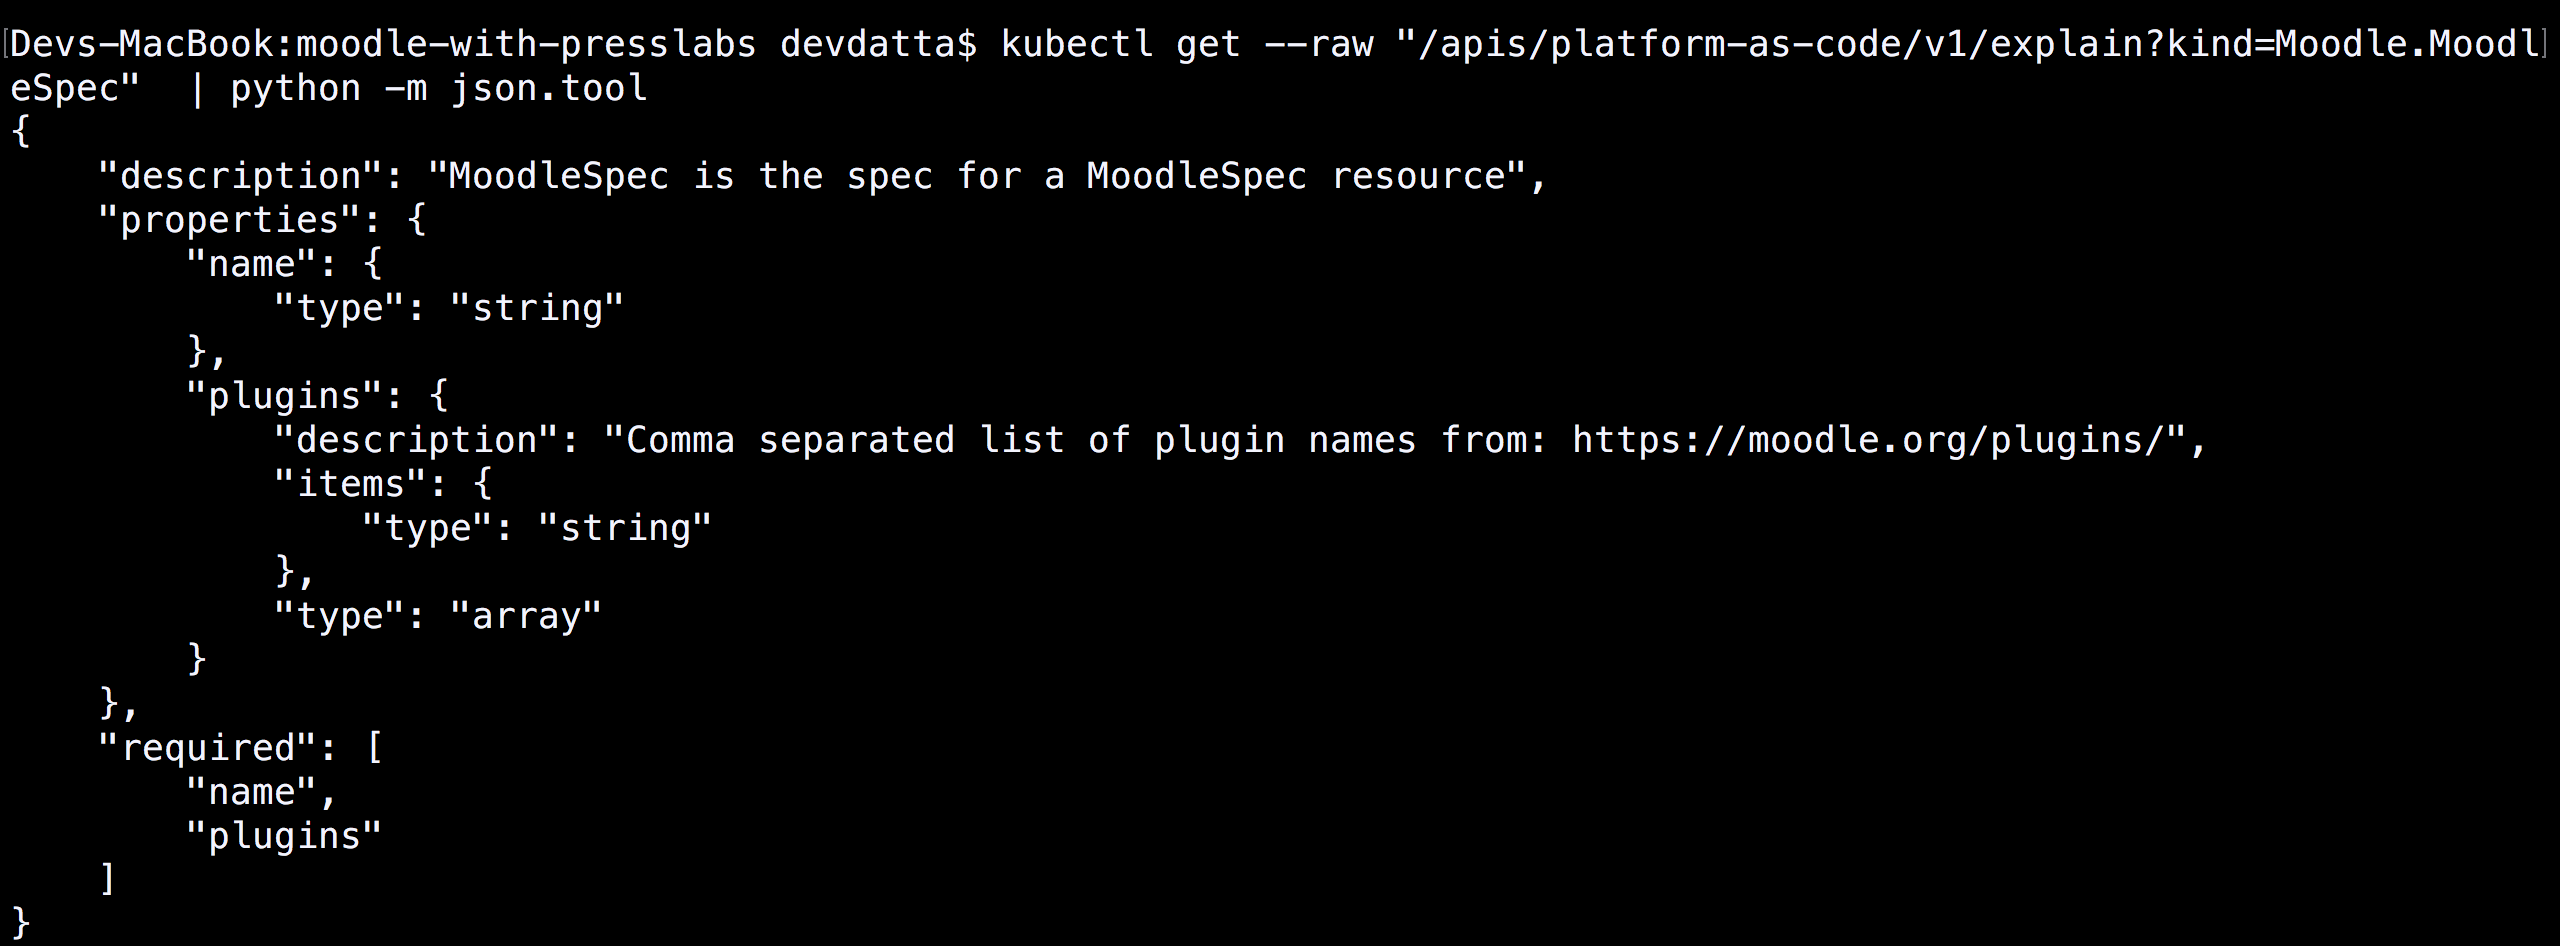 [Devs-MacBook:moodle-with-presslabs devdatta$ kubectl get --raw "/apis/platform-as-code/v1/explain?kind=Moodle.Moodl]
eSpec"  | python -m json.tool
{
    "description": "MoodleSpec is the spec for a MoodleSpec resource",
    "properties": {
        "name": {
            "type": "string"
        },
        "plugins": {
            "description": "Comma separated list of plugin names from: https://moodle.org/plugins/",
            "items": {
                "type": "string"
            },
            "type": "array"
        }
    },
    "required": [
        "name",
        "plugins"
    ]
}